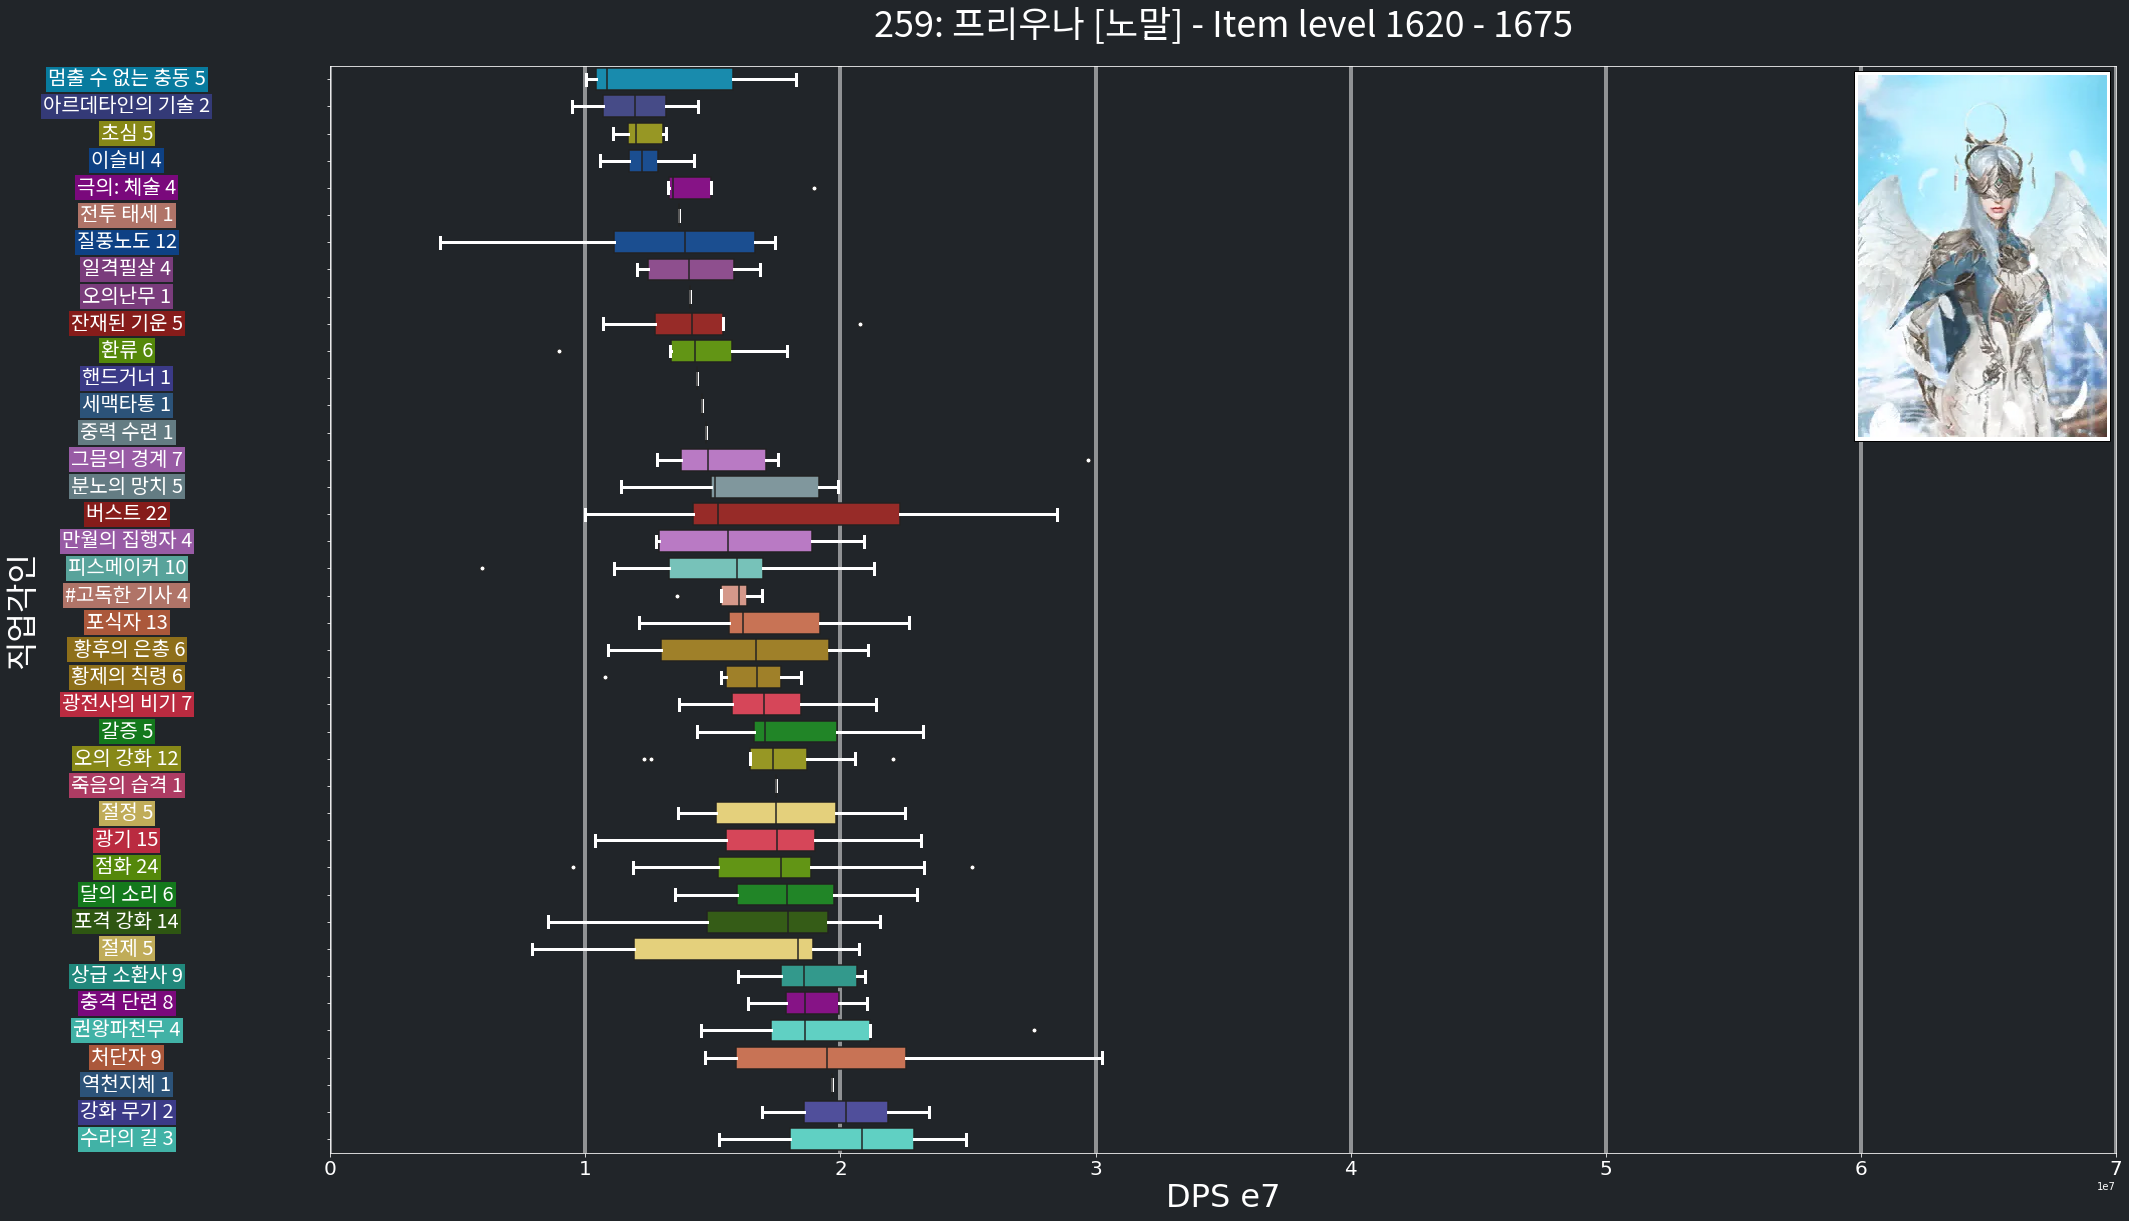 259: 프리우나 [노말] - Item level 1620 - 1675
멈출 수 없는 충동 5
아르데타인의 기술 2
초심 5
이슬비 4
극의: 체술 4
전투 태세 1
질풍노도 12
일격필살 4
오의난무 1
잔재된 기운 5
환류 6
핸드거너 1
세맥타통 1
중력 수련 1
그믐의 경계 7
분노의 망치 5
버스트 22
만월의 집행자 4
피스메이커 10
#고독한 기사 4
포식자 13
황후의 은총 6
황제의 칙령 6
광전사의 비기 7
갈증 5
오의 강화 12
죽음의 습격 1
절정 5
광기 15
점화 24
달의 소리 6
포격 강화 14
절제 5
상급 소환사 9
충격 단련 8
권왕파천무 4
처단자 9
역천지체 1
강화 무기 2
수라의 길 3
직업각인
0 1 2 3 4 5 6 7
1e7
DPS e7